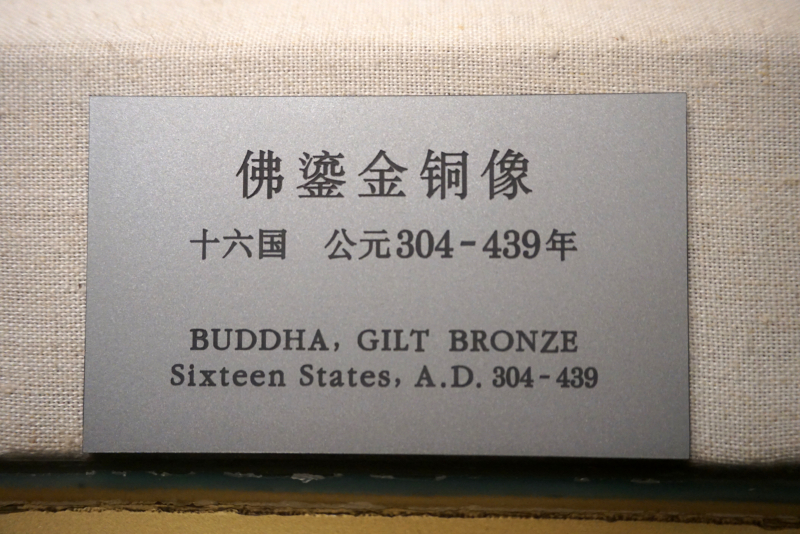 佛鎏金铜像
十六国　公元304-439年
BUDDHA, GILT BRONZE
Sixteen States, A.D. 304-439